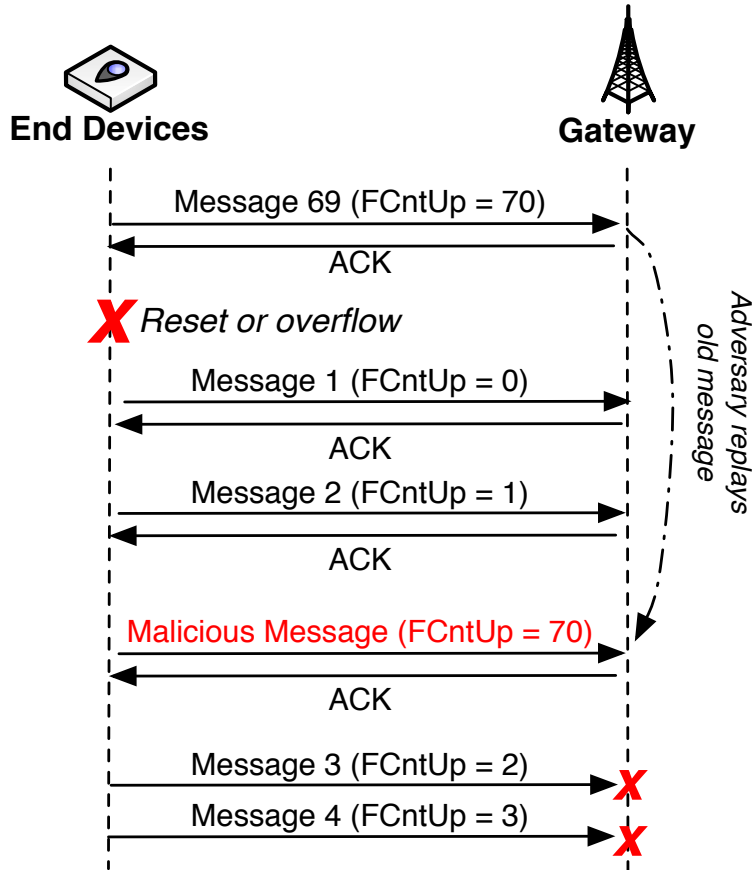 End Devices
Gateway
Message 69 (FCntUp = 70)
ACK
X Reset or overflow
Message 1 (FCntUp = 0)
ACK
Message 2 (FCntUp = 1)
ACK
Adversary replays
old message
Malicious Message (FCntUp = 70)
ACK
Message 3 (FCntUp = 2)
X
Message 4 (FCntUp = 3)
X